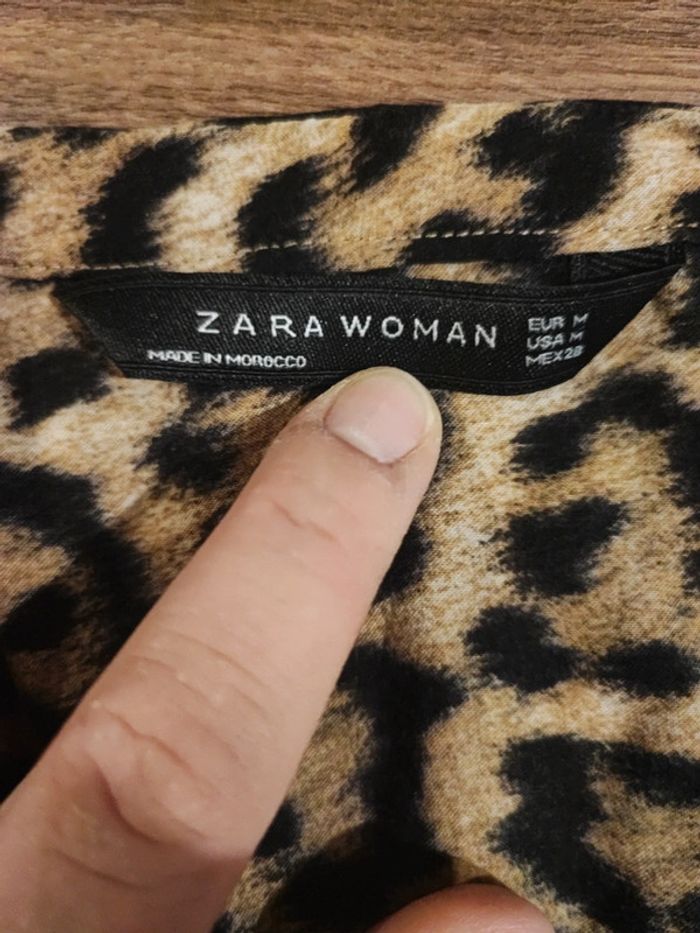 ZARA WOMAN
MADE IN MOROCCO
EUR M
USA M
MEX 28